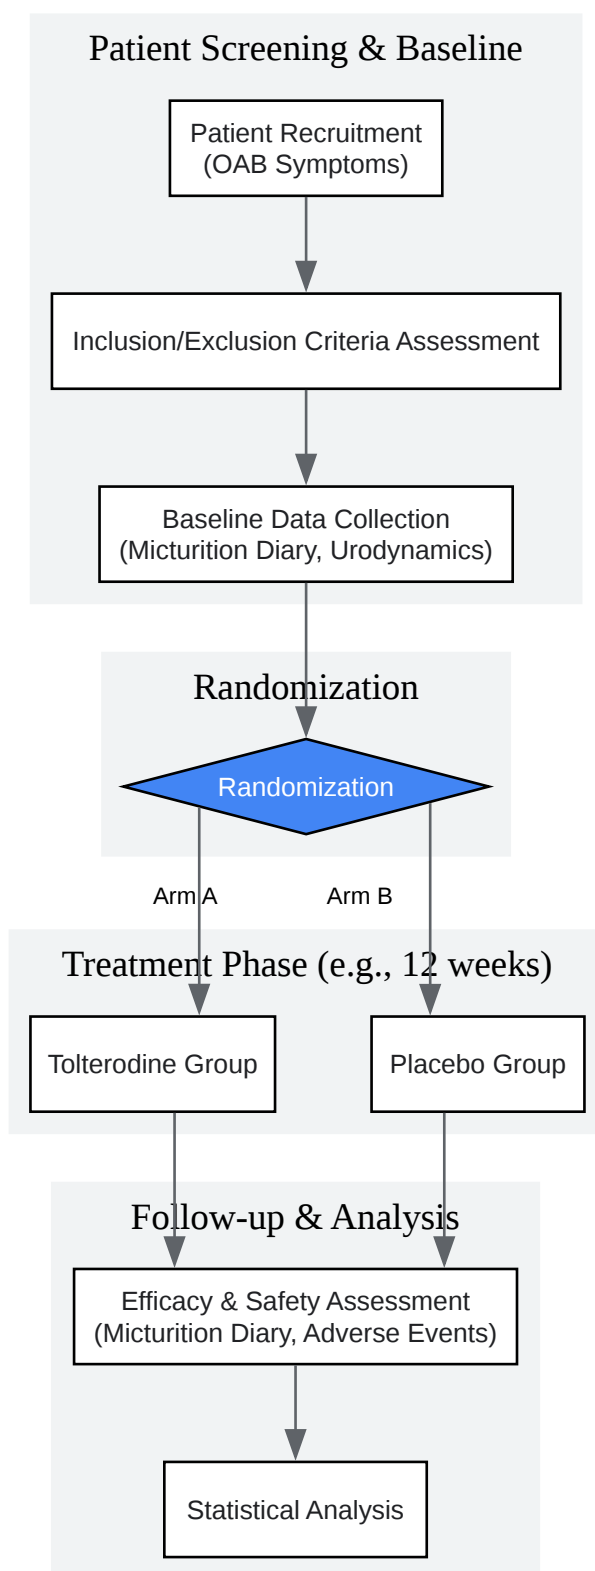 Patient Screening & Baseline
Patient Recruitment
(OAB Symptoms)
Inclusion/Exclusion Criteria Assessment
Baseline Data Collection
(Micturition Diary, Urodynamics)
Randomization
Randomization
Arm A
Arm B
Treatment Phase (e.g., 12 weeks)
Tolterodine Group
Placebo Group
Follow-up & Analysis
Efficacy & Safety Assessment
(Micturition Diary, Adverse Events)
Statistical Analysis